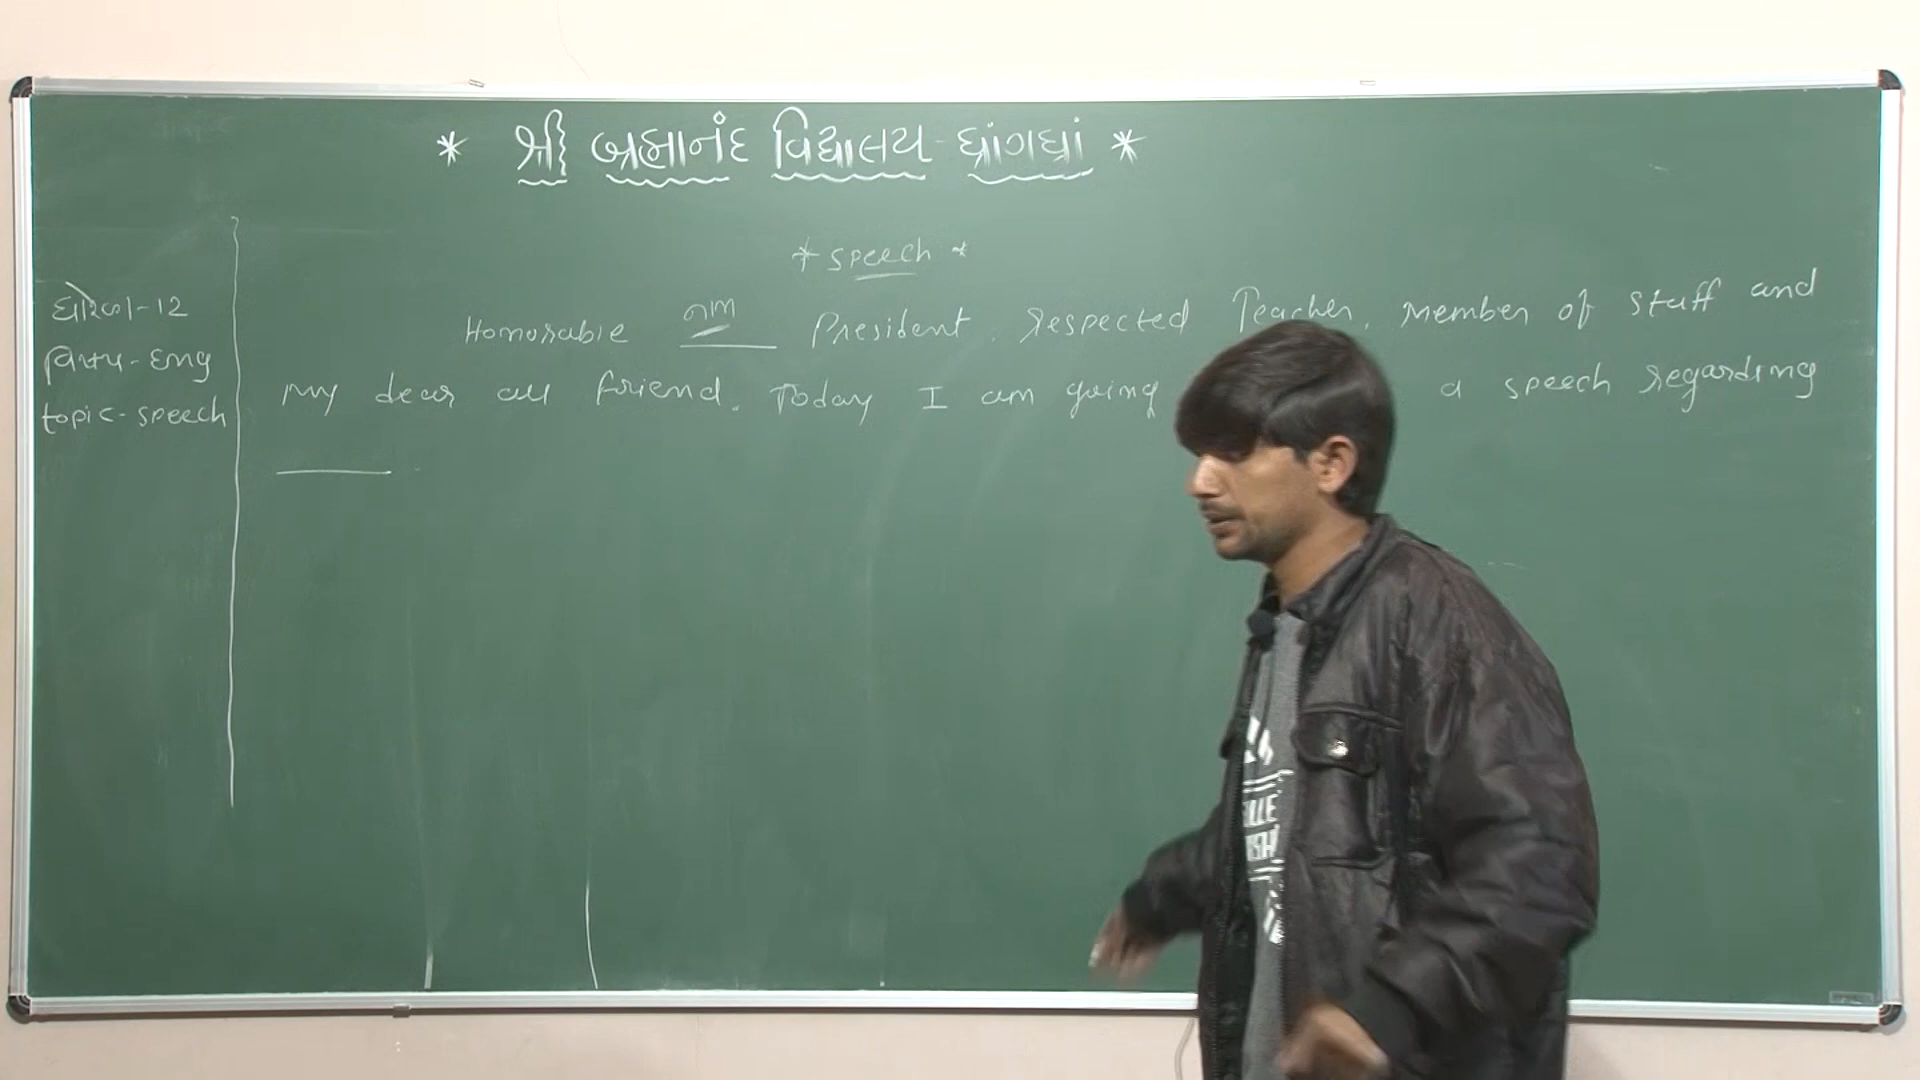 * શ્રી બ્રહ્માનંદ વિદ્યાલય - ધ્રાંગધ્રાં *
* speech *
ધોરણ-12
વિષય-Eng
topic-speech
Honorable નામ President. respected Teacher. member of staff and
my dear all friend. Today I am going a speech regarding